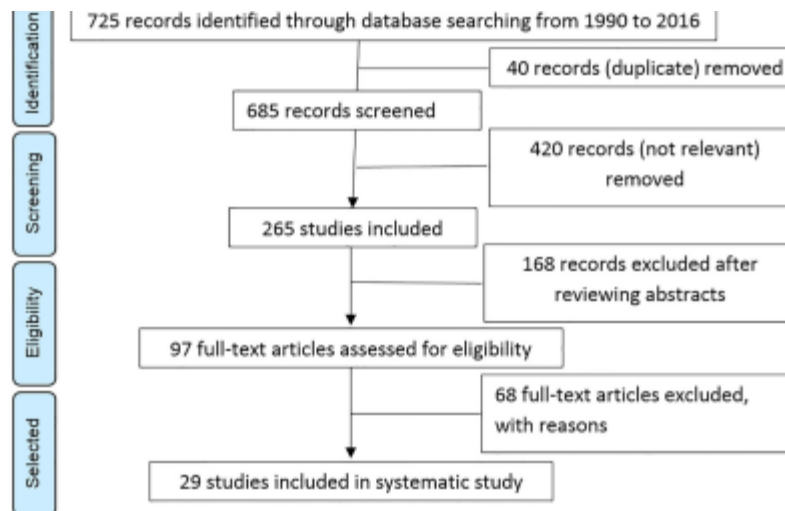 725 records identified through database searching from 1990 to 2016
40 records (duplicate) removed
685 records screened
420 records (not relevant)
removed
265 studies included
168 records excluded after
reviewing abstracts
97 full-text articles assessed for eligibility
68 full-text articles excluded,
with reasons
29 studies included in systematic study
Identification
Screening
Eligibility
Selected